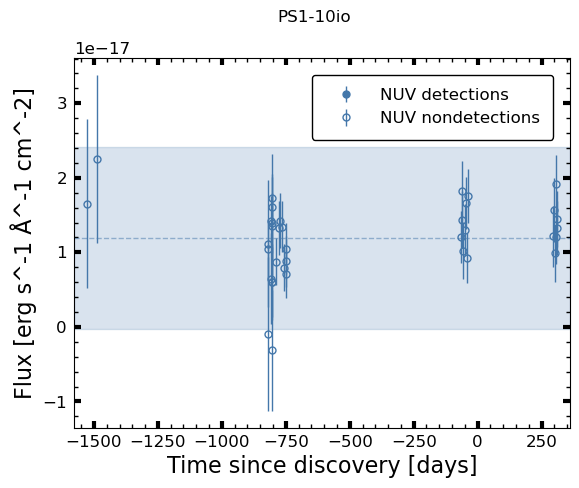 PS1-10io
1e−17
NUV detections
NUV nondetections
3
2
1
0
−1
Flux [erg s^-1 Å^-1 cm^-2]
−1500 −1250 −1000 −750 −500 −250 0 250
Time since discovery [days]